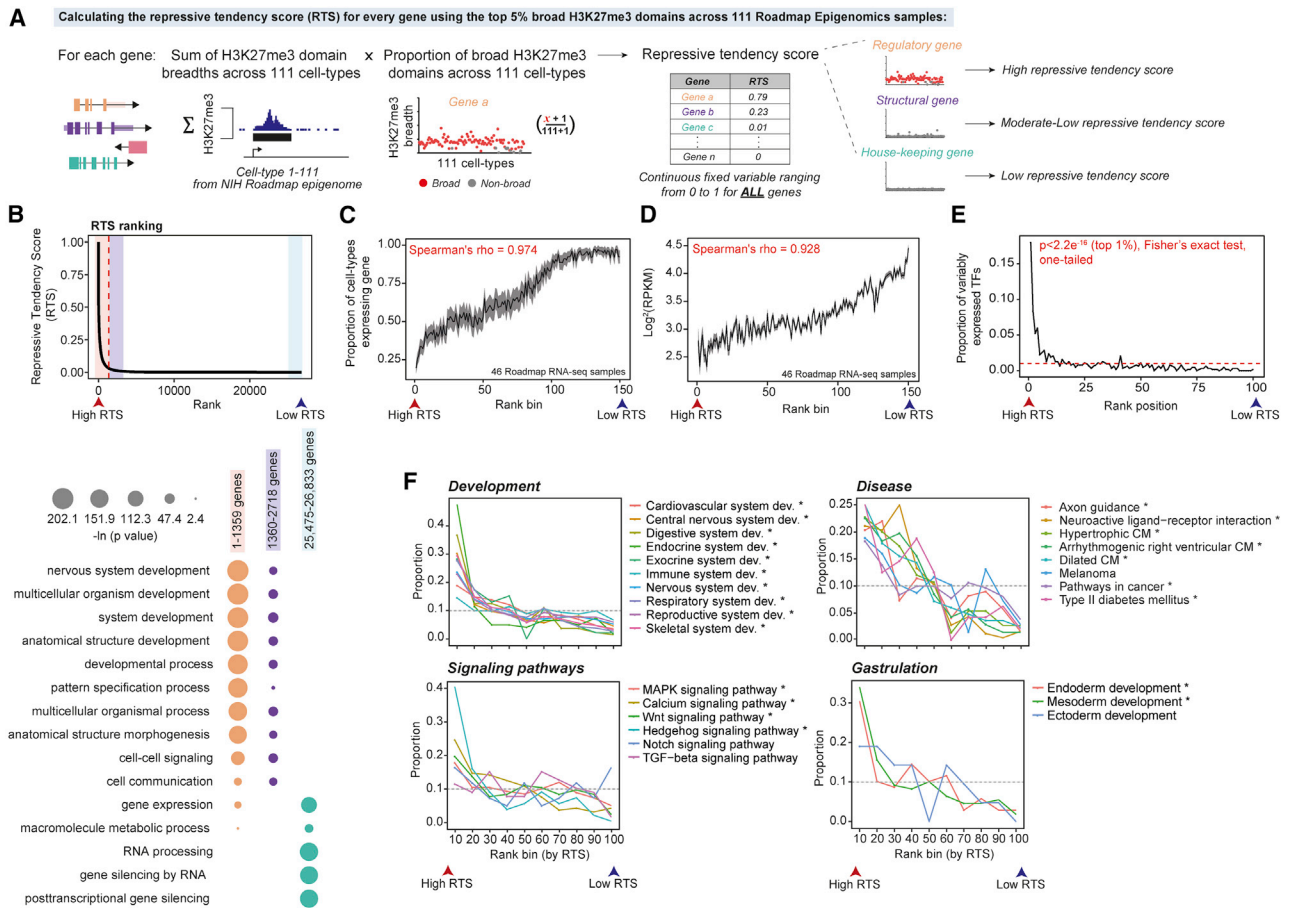 A
Calculating the repressive tendency score (RTS) for every gene using the top 5% broad H3K27me3 domains across 111 Roadmap Epigenomics samples:
For each gene:
Sum of H3K27me3 domain
breadths across 111 cell-types
x
Proportion of broad H3K27me3
domains across 111 cell-types
Repressive tendency score
Σ
H3K27me3
Cell-type 1-111
from NIH Roadmap epigenome
Gene a
H3K27me3
breadth
111 cell-types
Broad
Non-broad
(x + 1
111+1)
Gene RTS
Gene a 0.79
Gene b 0.23
Gene c 0.01
Gene n 0
Continuous fixed variable ranging
from 0 to 1 for ALL genes
Regulatory gene
High repressive tendency score
Structural gene
Moderate-Low repressive tendency score
House-keeping gene
Low repressive tendency score
B
RTS ranking
Repressive Tendency Score
(RTS)
1.00
0.75
0.50
0.25
0.00
0 10000 20000
Rank
High RTS
Low RTS
202.1 151.9 112.3 47.4 2.4
-ln (p value)
1-1359 genes
1360-2718 genes
25,475-26,833 genes
nervous system development
multicellular organism development
system development
anatomical structure development
developmental process
pattern specification process
multicellular organismal process
anatomical structure morphogenesis
cell-cell signaling
cell communication
gene expression
macromolecule metabolic process
RNA processing
gene silencing by RNA
posttranscriptional gene silencing
C
Spearman's rho = 0.974
Proportion of cell-types
expressing gene
1.00
0.75
0.50
0.25
46 Roadmap RNA-seq samples
0 50 100 150
Rank bin
High RTS
Low RTS
D
Spearman's rho = 0.928
Log²(RPKM)
4.5
4.0
3.5
3.0
2.5
46 Roadmap RNA-seq samples
0 50 100 150
Rank bin
High RTS
Low RTS
E
p<2.2e-16 (top 1%), Fisher's exact test,
one-tailed
Proportion of variably
expressed TFs
0.15
0.10
0.05
0.00
0 25 50 75 100
Rank position
High RTS
Low RTS
F
Development
Proportion
0.4
0.3
0.2
0.1
0.0
Cardiovascular system dev. *
Central nervous system dev. *
Digestive system dev. *
Endocrine system dev. *
Exocrine system dev. *
Immune system dev. *
Nervous system dev. *
Respiratory system dev. *
Reproductive system dev. *
Skeletal system dev. *
Disease
Proportion
0.25
0.20
0.15
0.10
0.05
0.00
Axon guidance *
Neuroactive ligand−receptor interaction *
Hypertrophic CM *
Arrhythmogenic right ventricular CM *
Dilated CM *
Melanoma
Pathways in cancer *
Type II diabetes mellitus *
Signaling pathways
Proportion
0.4
0.3
0.2
0.1
0.0
10 20 30 40 50 60 70 80 90 100
Rank bin (by RTS)
High RTS
Low RTS
MAPK signaling pathway *
Calcium signaling pathway *
Wnt signaling pathway *
Hedgehog signaling pathway *
Notch signaling pathway
TGF−beta signaling pathway
Gastrulation
Proportion
0.3
0.2
0.1
0.0
10 20 30 40 50 60 70 80 90 100
Rank bin (by RTS)
High RTS
Low RTS
Endoderm development *
Mesoderm development *
Ectoderm development